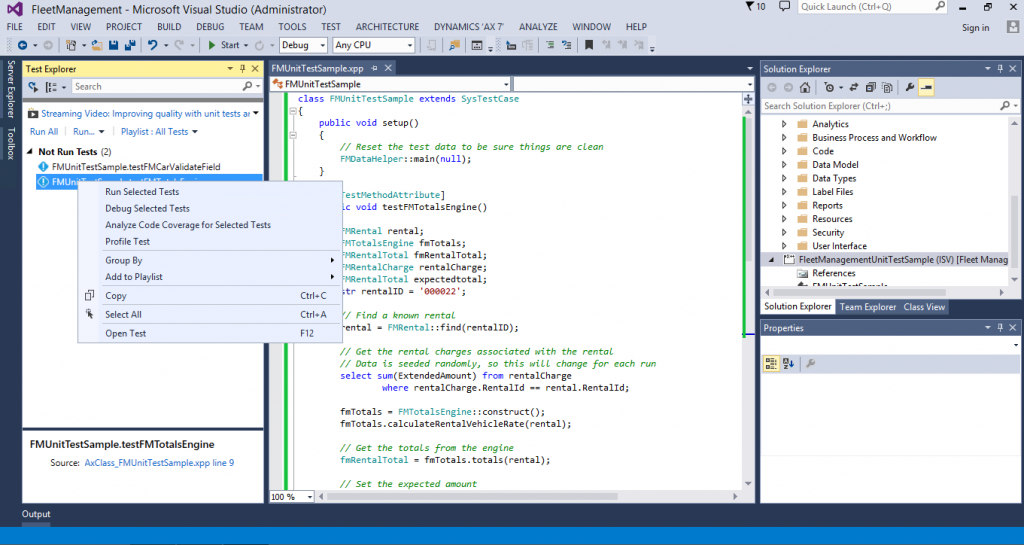 FleetManagement - Microsoft Visual Studio (Administrator)
10
Quick Launch (Ctrl+Q)
FILE EDIT VIEW PROJECT BUILD DEBUG TEAM TOOLS TEST ARCHITECTURE DYNAMICS 'AX 7' ANALYZE WINDOW HELP
Sign in
Start Debug Any CPU
Server Explorer
Toolbox
Test Explorer
Search
Streaming Video: Improving quality with unit tests ar
Run All Run... Playlist : All Tests
Not Run Tests (2)
FMUnitTestSample.testFMCarValidateField
Run Selected Tests
Debug Selected Tests
Analyze Code Coverage for Selected Tests
Profile Test
Group By
Add to Playlist
Copy Ctrl+C
Select All Ctrl+A
Open Test F12
FMUnitTestSample.testFMTotalsEngine
Source: AxClass_FMUnitTestSample.xpp line 9
FMUnitTestSample.xpp
FMUnitTestSample
class FMUnitTestSample extends SysTestCase
{
public void setup()
{
// Reset the test data to be sure things are clean
FMDataHelper::main(null);
}
TestMethodAttribute]
ic void testFMTotalsEngine()
FMRental rental;
FMTotalsEngine fmTotals;
FMRentalTotal fmRentalTotal;
FMRentalCharge rentalCharge;
FMRentalTotal expectedtotal;
str rentalID = '000022';
// Find a known rental
rental = FMRental::find(rentalID);
// Get the rental charges associated with the rental
// Data is seeded randomly, so this will change for each run
select sum(ExtendedAmount) from rentalCharge
where rentalCharge.RentalId == rental.RentalId;
fmTotals = FMTotalsEngine::construct();
fmTotals.calculateRentalVehicleRate(rental);
// Get the totals from the engine
fmRentalTotal = fmTotals.totals(rental);
// Set the expected amount
100 %
Solution Explorer
Search Solution Explorer (Ctrl+;)
Analytics
Business Process and Workflow
Code
Data Model
Data Types
Label Files
Reports
Resources
Security
User Interface
FleetManagementUnitTestSample (ISV) [Fleet Manag
References
Solution Explorer Team Explorer Class View
Properties
Output